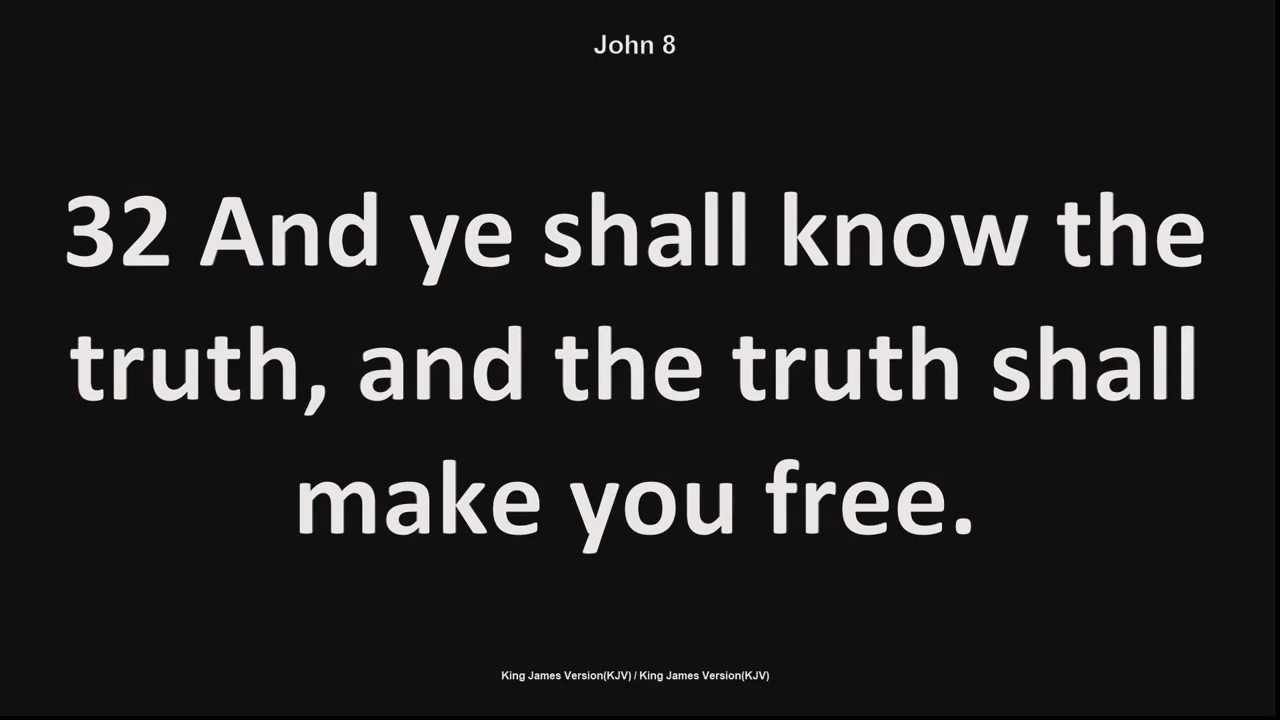 John 8
32 And ye shall know the
truth, and the truth shall
make you free.
King James Version(KJV) / King James Version(KJV)